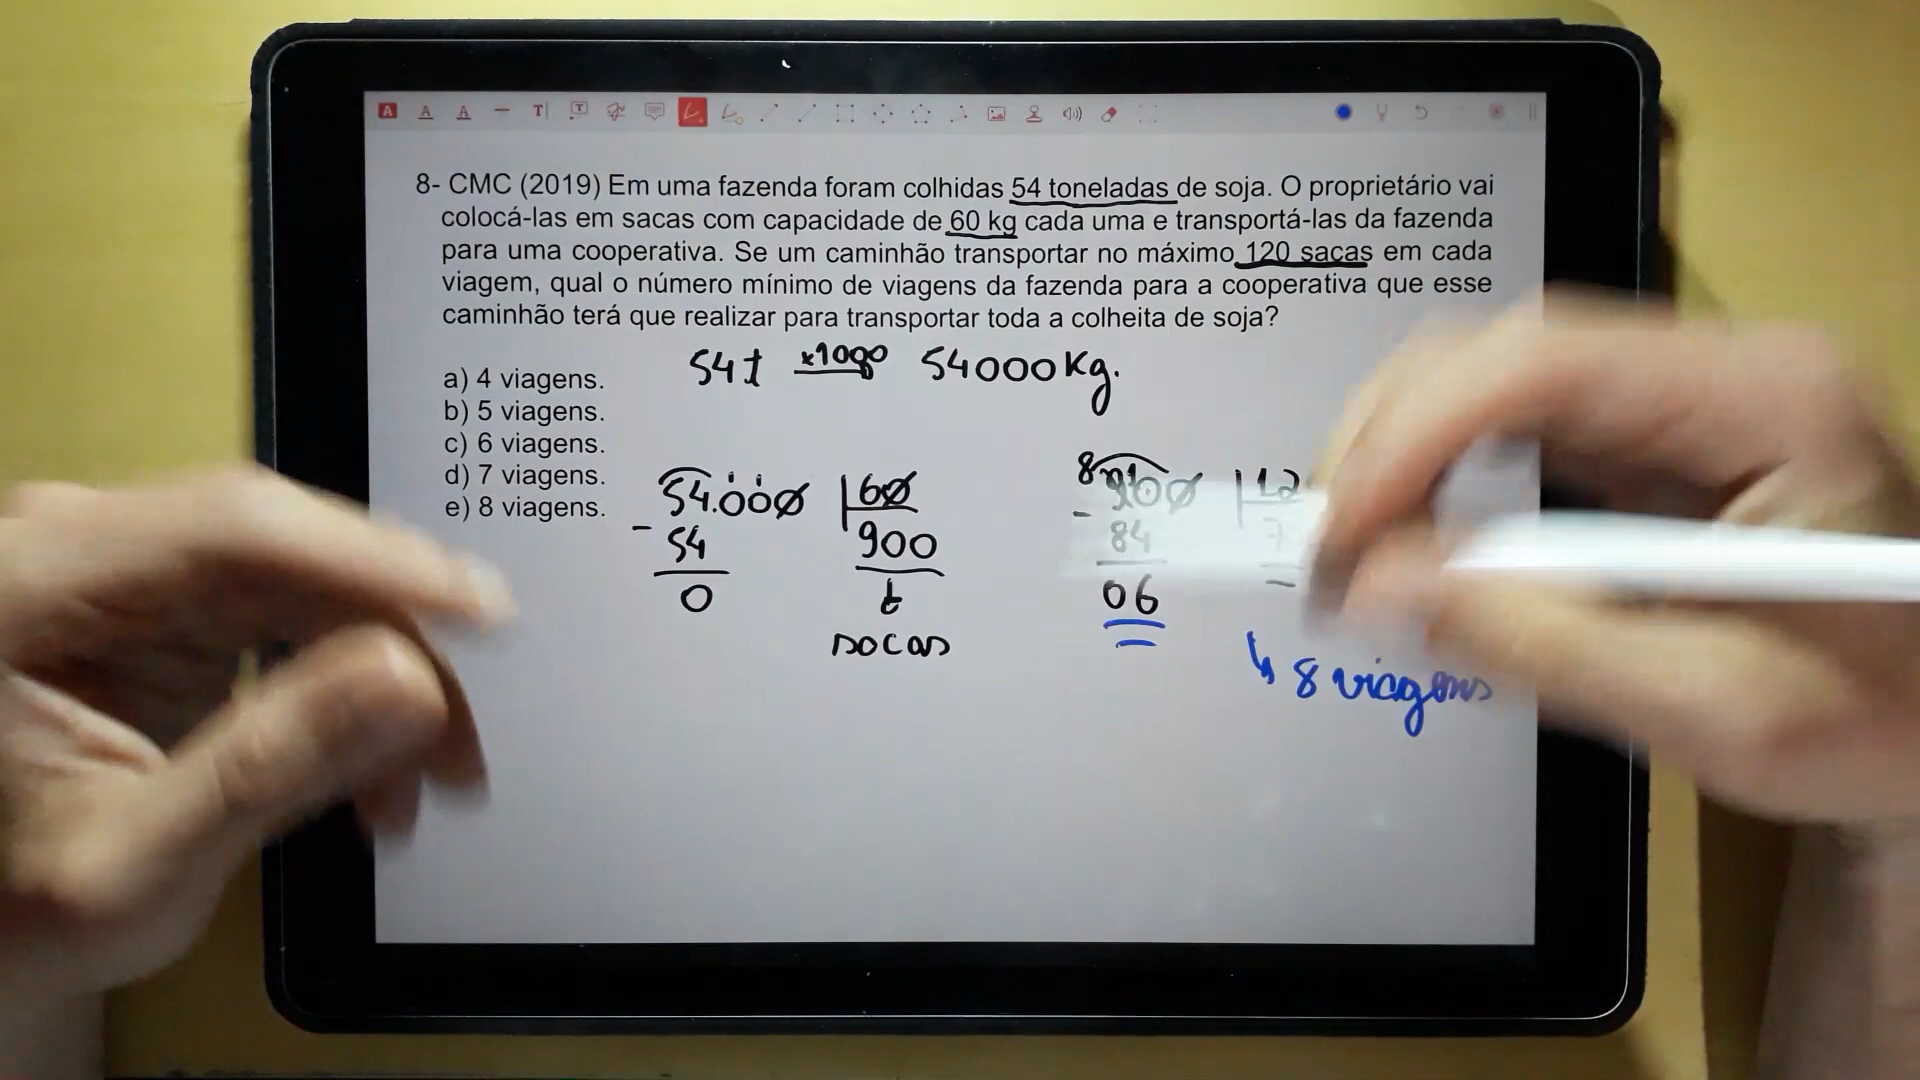 8- CMC (2019) Em uma fazenda foram colhidas 54 toneladas de soja. O proprietário vai
colocá-las em sacas com capacidade de 60 kg cada uma e transportá-las da fazenda
para uma cooperativa. Se um caminhão transportar no máximo 120 sacas em cada
viagem, qual o número mínimo de viagens da fazenda para a cooperativa que esse
caminhão terá que realizar para transportar toda a colheita de soja?
54t x1000 54000Kg.
a) 4 viagens.
b) 5 viagens.
c) 6 viagens.
d) 7 viagens.
e) 8 viagens.
54.000 60
- 54 900
0
sacas
900 12
- 84 7
06
↳ 8 viagens